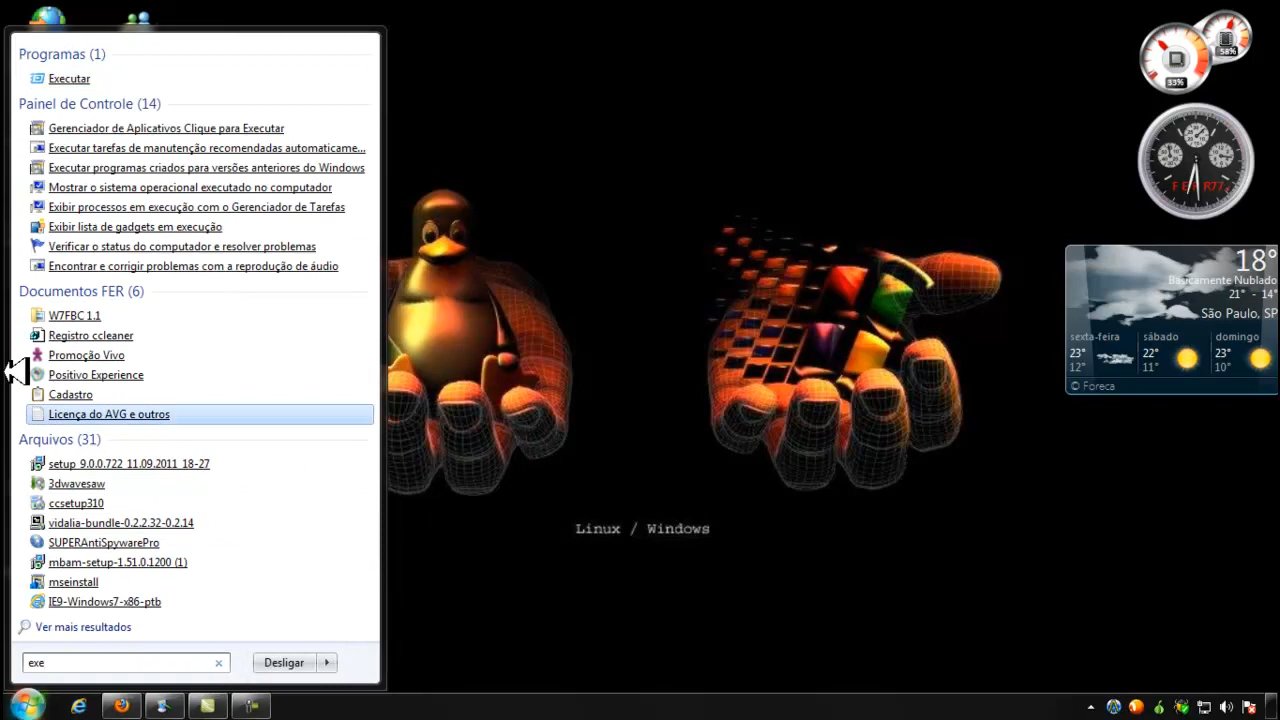 Programas (1)
Executar
Painel de Controle (14)
Gerenciador de Aplicativos Clique para Executar
Executar tarefas de manutenção recomendadas automaticame...
Executar programas criados para versões anteriores do Windows
Mostrar o sistema operacional executado no computador
Exibir processos em execução com o Gerenciador de Tarefas
Exibir lista de gadgets em execução
Verificar o status do computador e resolver problemas
Encontrar e corrigir problemas com a reprodução de áudio
Documentos FER (6)
W7FBC 1.1
Registro ccleaner
Promoção Vivo
Positivo Experience
Cadastro
Licença do AVG e outros
Arquivos (31)
setup_9.0.0.722_11.09.2011_18-27
3dwavesaw
ccsetup310
vidalia-bundle-0.2.2.32-0.2.14
SUPERAntiSpywarePro
mbam-setup-1.51.0.1200 (1)
mseinstall
IE9-Windows7-x86-ptb
Ver mais resultados
exe
Desligar
Linux / Windows
58%
33%
18°
Basicamente Nublado
21° - 14°
São Paulo, SP
sexta-feira sábado domingo
23° 22° 23°
12° 11° 10°
© Foreca